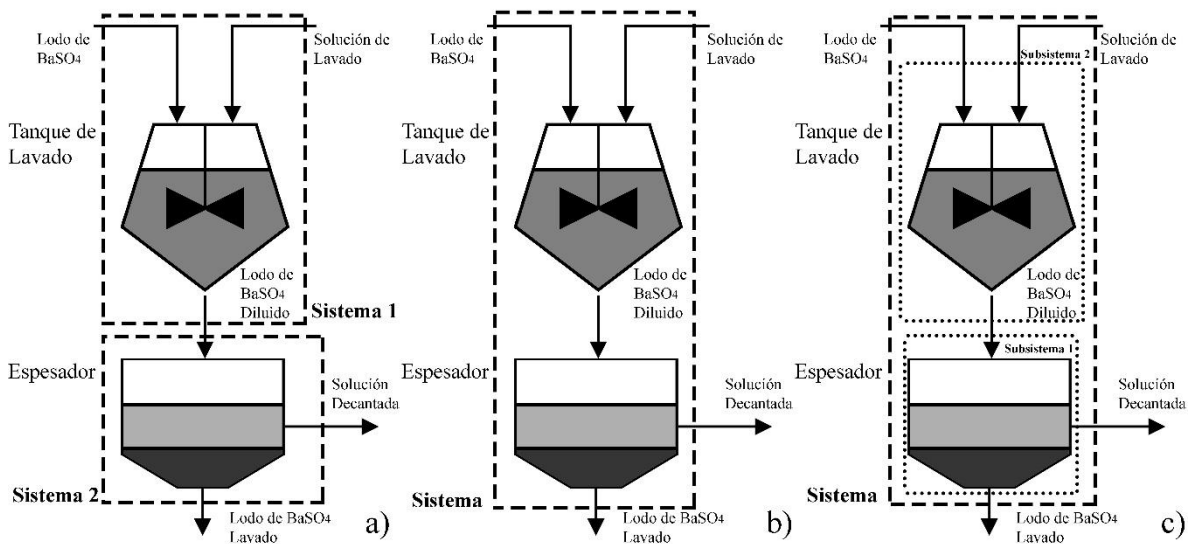 Lodo de
BaSO4
Solución de
Lavado
Tanque de
Lavado
Lodo de
BaSO4
Diluido
Sistema 1
Espesador
Solución
Decantada
Sistema 2
Lodo de BaSO4
Lavado
a)
Lodo de
BaSO4
Solución de
Lavado
Tanque de
Lavado
Lodo de
BaSO4
Diluido
Espesador
Solución
Decantada
Sistema
Lodo de BaSO4
Lavado
b)
Lodo de
BaSO4
Solución de
Lavado
Subsistema 2
Tanque de
Lavado
Lodo de
BaSO4
Diluido
Subsistema 1
Espesador
Solución
Decantada
Sistema
Lodo de BaSO4
Lavado
c)